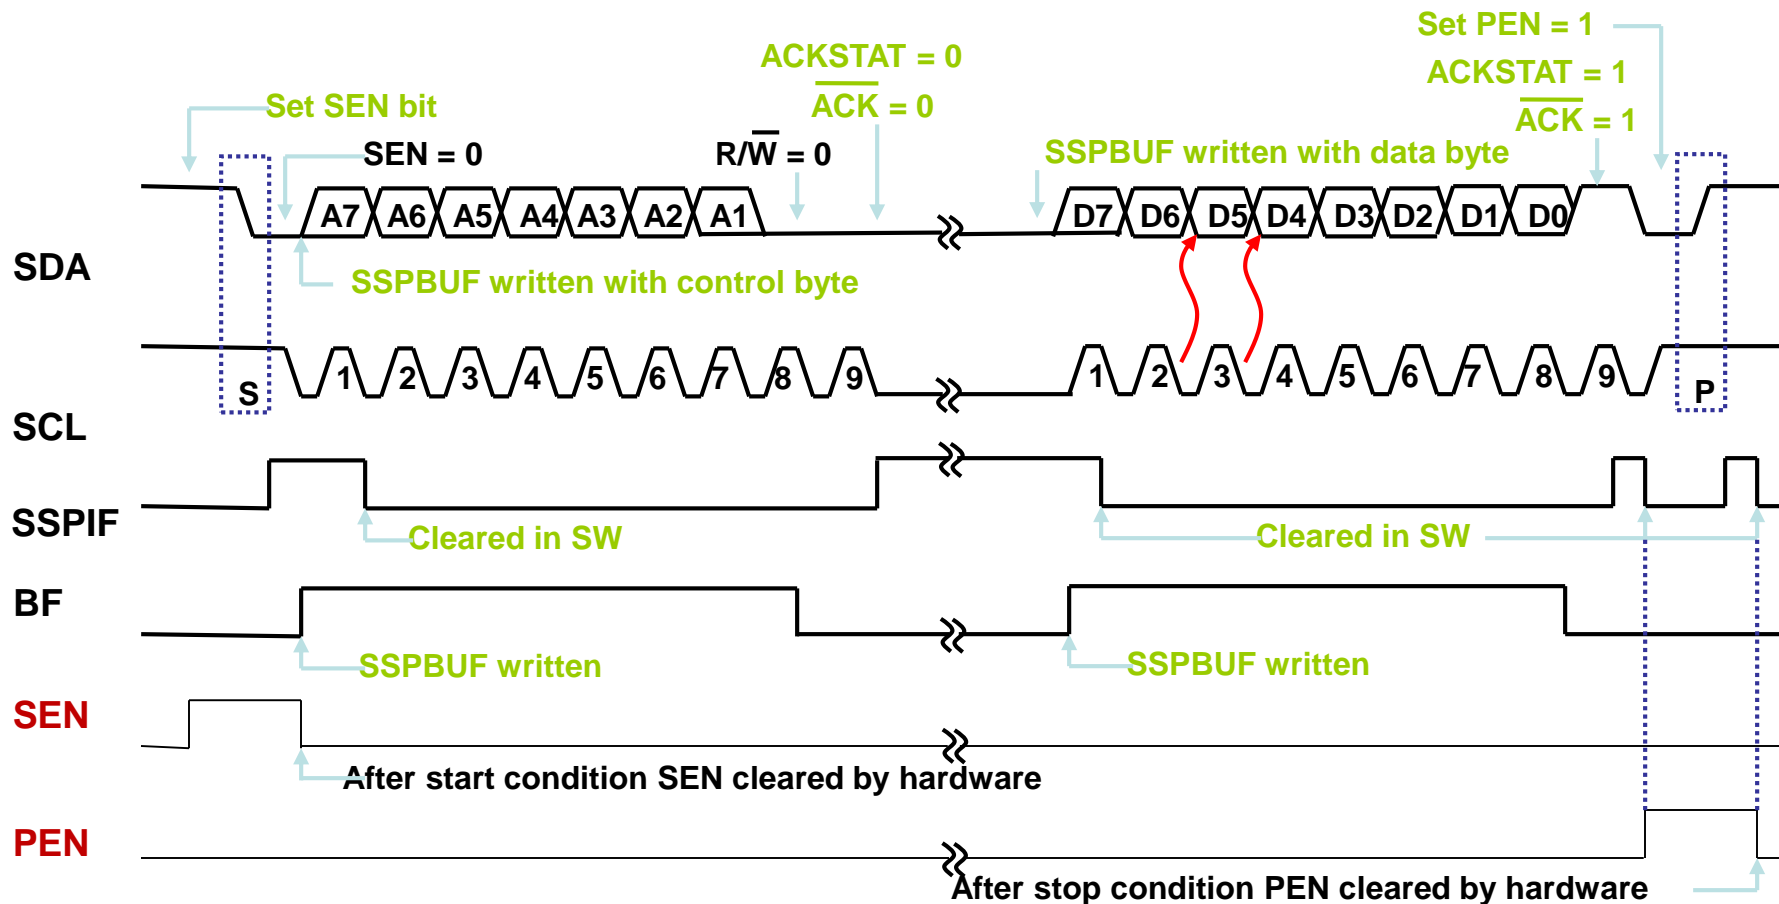 Set PEN = 1
ACKSTAT = 0
ACKSTAT = 1
Set SEN bit
A̅C̅K̅ = 0
A̅C̅K̅ = 1
SEN = 0
R/W̅ = 0
SSPBUF written with data byte
A7 A6 A5 A4 A3 A2 A1
D7 D6 D5 D4 D3 D2 D1 D0
SDA
SSPBUF written with control byte
S 1 2 3 4 5 6 7 8 9
1 2 3 4 5 6 7 8 9 P
SCL
SSPIF
Cleared in SW
Cleared in SW
BF
SSPBUF written
SSPBUF written
SEN
After start condition SEN cleared by hardware
PEN
After stop condition PEN cleared by hardware